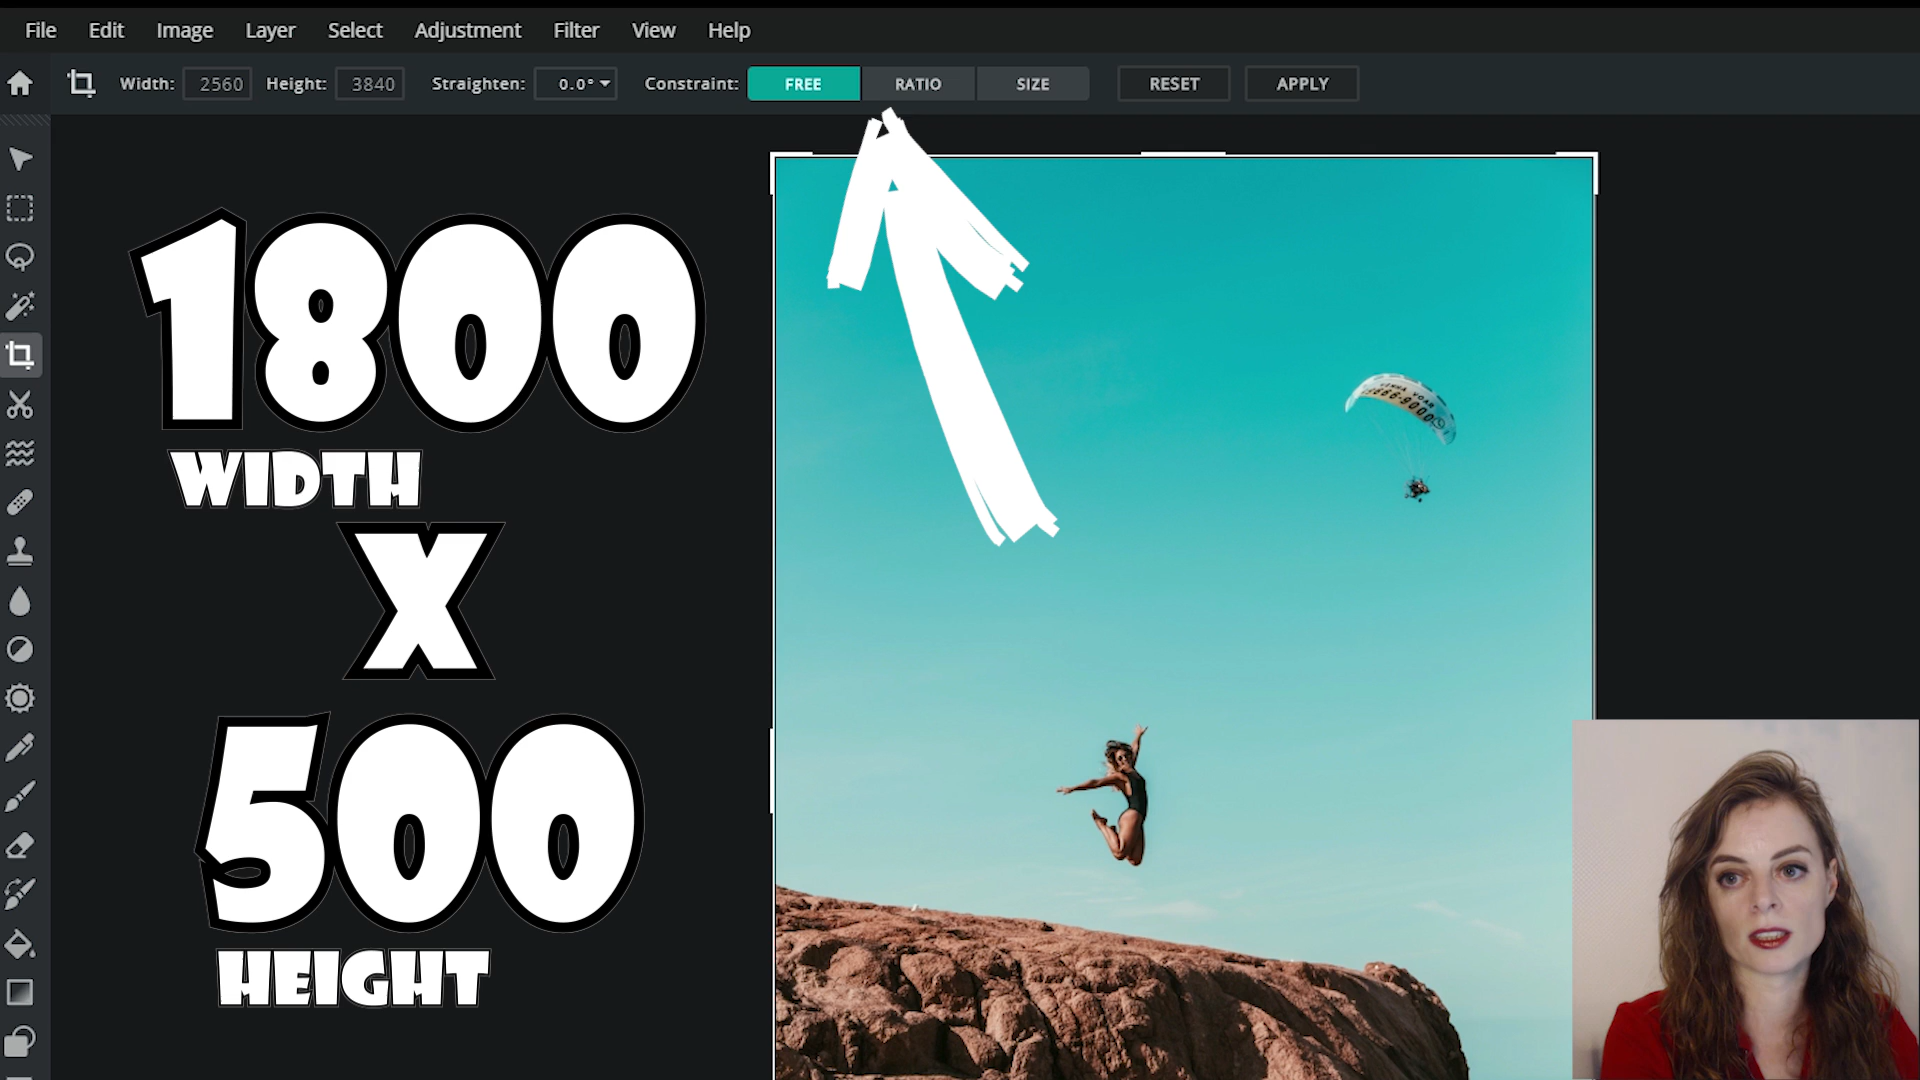 File Edit Image Layer Select Adjustment Filter View Help
Width: 2560 Height: 3840 Straighten: 0.0° Constraint: FREE RATIO SIZE RESET APPLY
1800
WIDTH
X
500
HEIGHT
VOAR